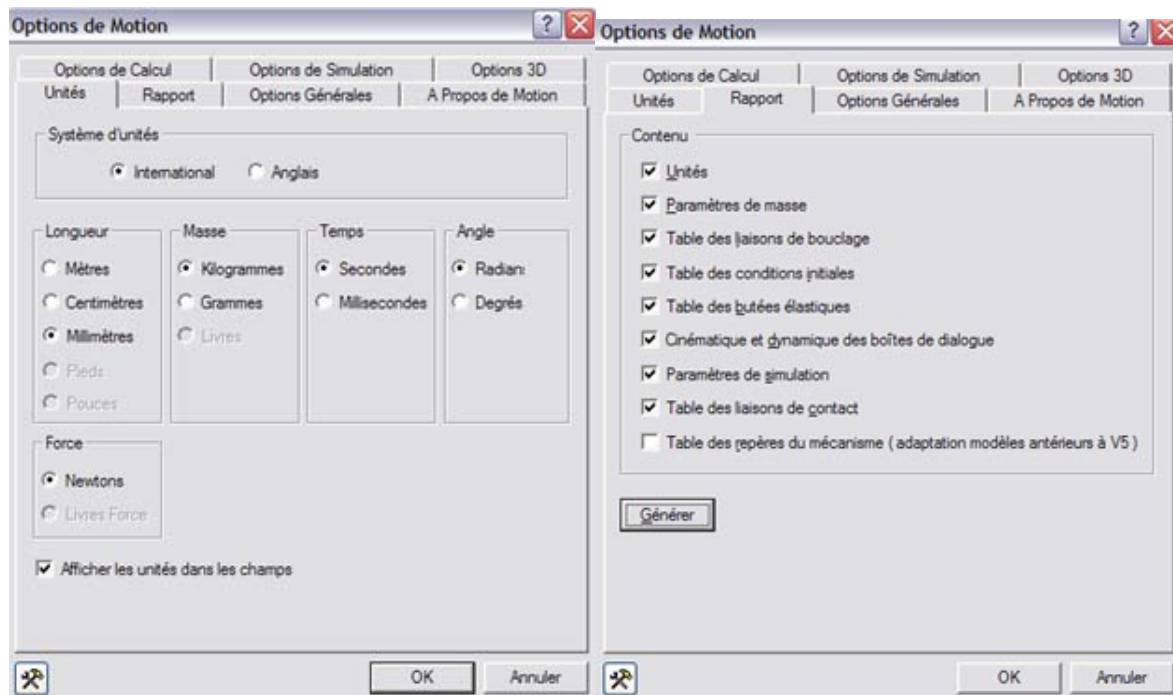 Options de Motion
Options de Calcul Options de Simulation Options 3D
Unités Rapport Options Générales A Propos de Motion
Système d'unités
International Anglais
Longueur Masse Temps Angle
Mètres Kilogrammes Secondes Radian:
Centimètres Grammes Millisecondes Degrés
Millimètres Livres
Pieds
Pouces
Force
Newtons
Livres Force
Afficher les unités dans les champs
OK Annuler
Options de Motion
Options de Calcul Options de Simulation Options 3D
Unités Rapport Options Générales A Propos de Motion
Contenu
Unités
Paramètres de masse
Table des liaisons de bouclage
Table des conditions initiales
Table des butées élastiques
Cinématique et dynamique des boîtes de dialogue
Paramètres de simulation
Table des liaisons de contact
Table des repères du mécanisme ( adaptation modèles antérieurs à V5 )
Générer
OK Annuler